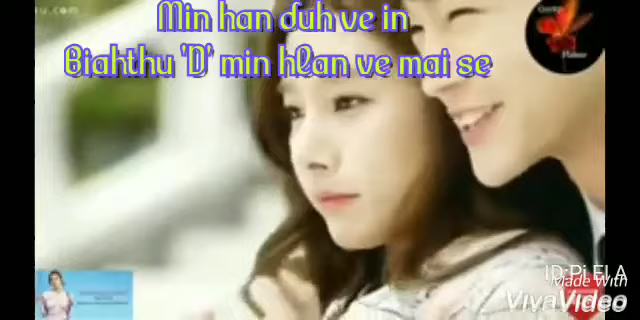 Min han duh ve in
Biahthu 'D' min hlan ve mai se
ID:Pi ELA
Made With
VivaVideo